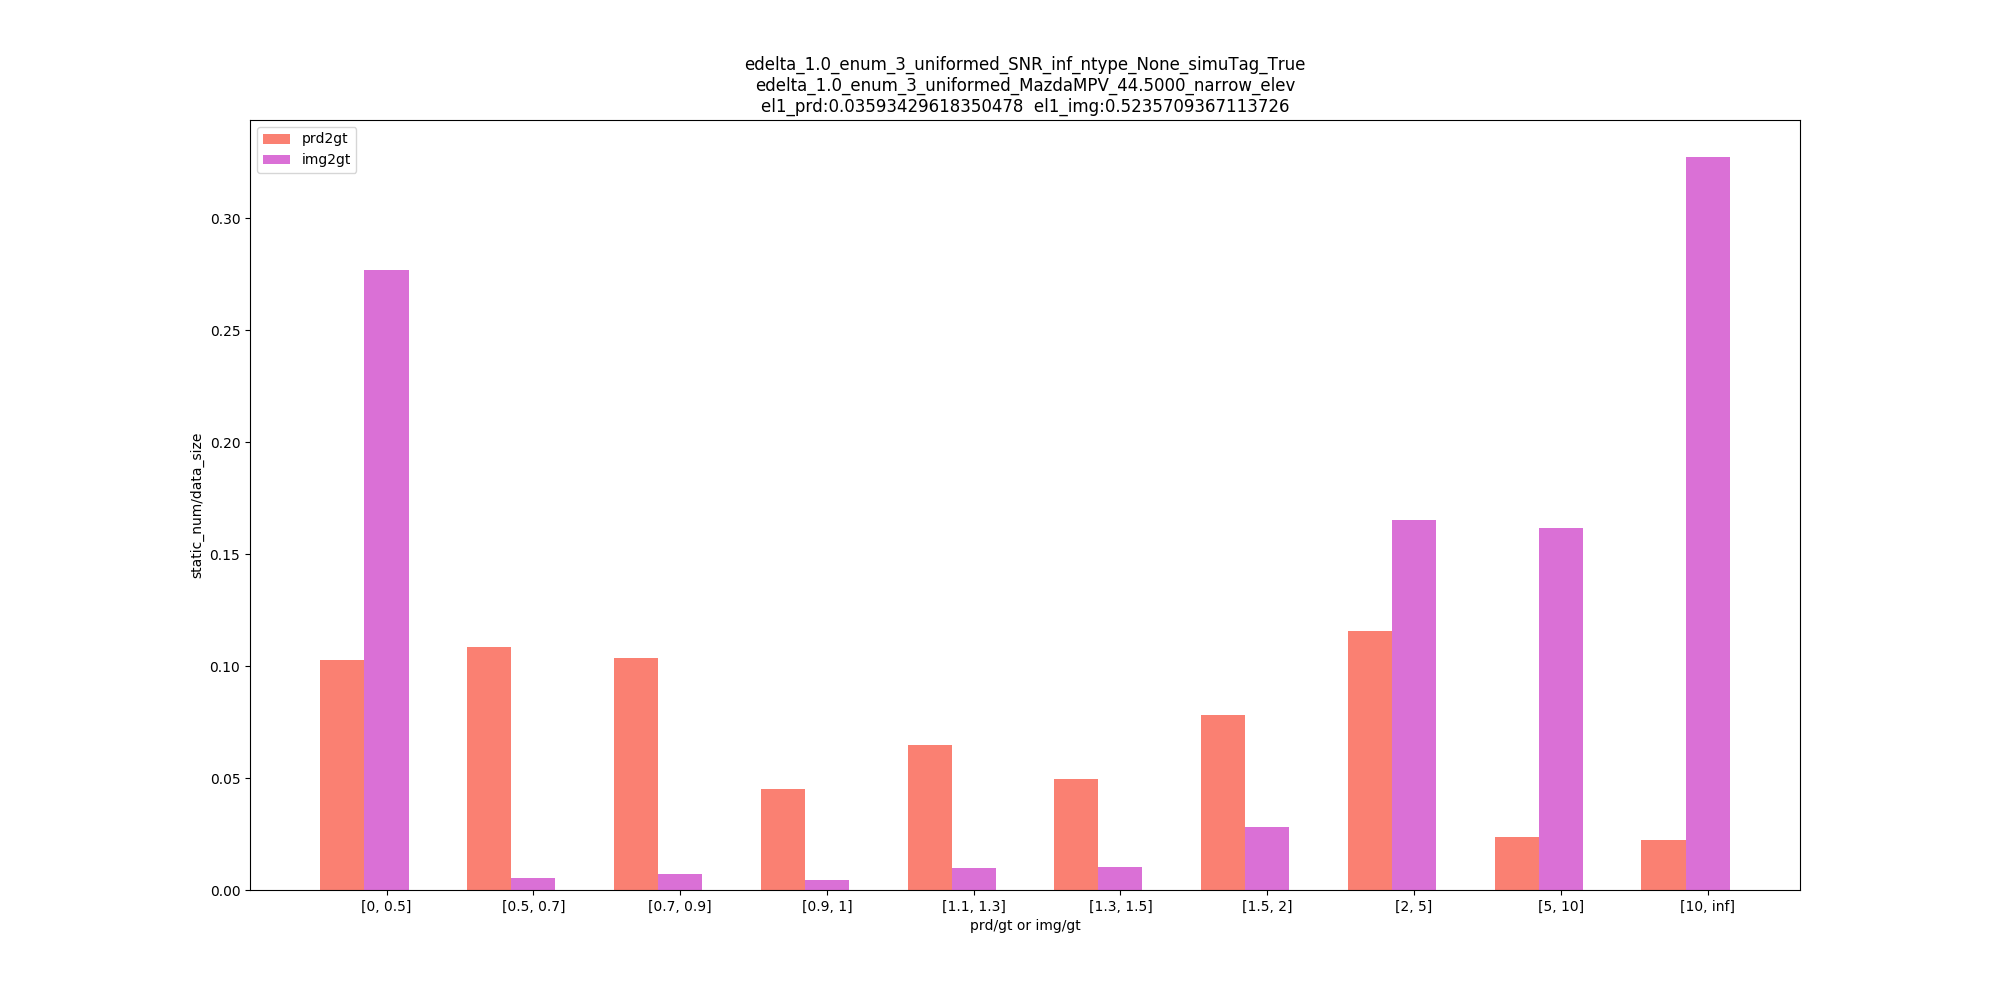 edelta_1.0_enum_3_uniformed_SNR_inf_ntype_None_simuTag_True
edelta_1.0_enum_3_uniformed_MazdaMPV_44.5000_narrow_elev
el1_prd:0.03593429618350478  el1_img:0.5235709367113726
prd2gt
img2gt
0.30
0.25
0.20
0.15
0.10
0.05
0.00
static_num/data_size
[0, 0.5] [0.5, 0.7] [0.7, 0.9] [0.9, 1] [1.1, 1.3] [1.3, 1.5] [1.5, 2] [2, 5] [5, 10] [10, inf]
prd/gt or img/gt